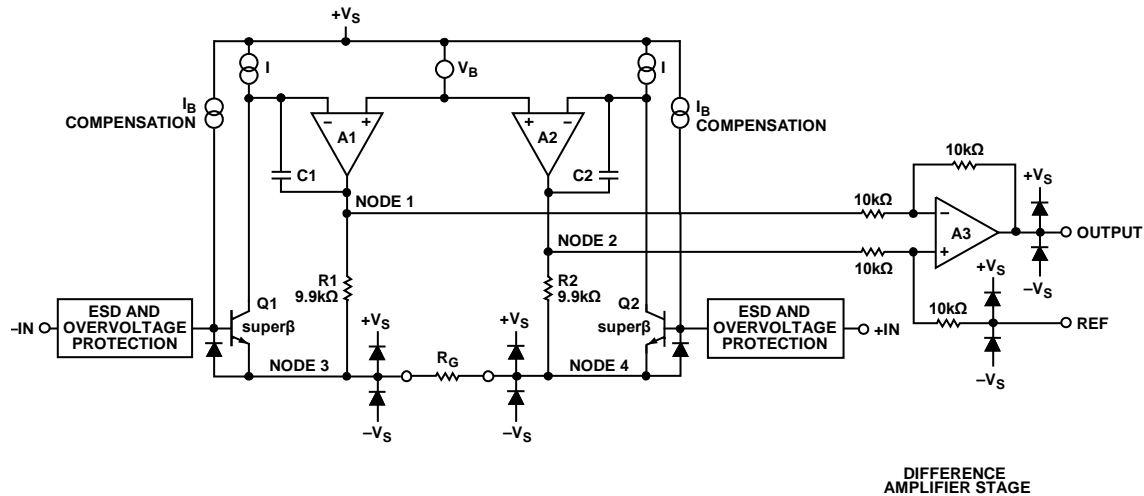 +VS
I
VB
I
IB
COMPENSATION
IB
COMPENSATION
− +
A1
+ −
A2
C1
C2
NODE 1
NODE 2
10kΩ
10kΩ
10kΩ
−
A3
+
+VS
OUTPUT
−VS
+VS
10kΩ
REF
−VS
R1
9.9kΩ
R2
9.9kΩ
–IN
ESD AND
OVERVOLTAGE
PROTECTION
Q1
superβ
Q2
superβ
ESD AND
OVERVOLTAGE
PROTECTION
+IN
+VS
RG
+VS
NODE 3
NODE 4
−VS
−VS
DIFFERENCE
AMPLIFIER STAGE